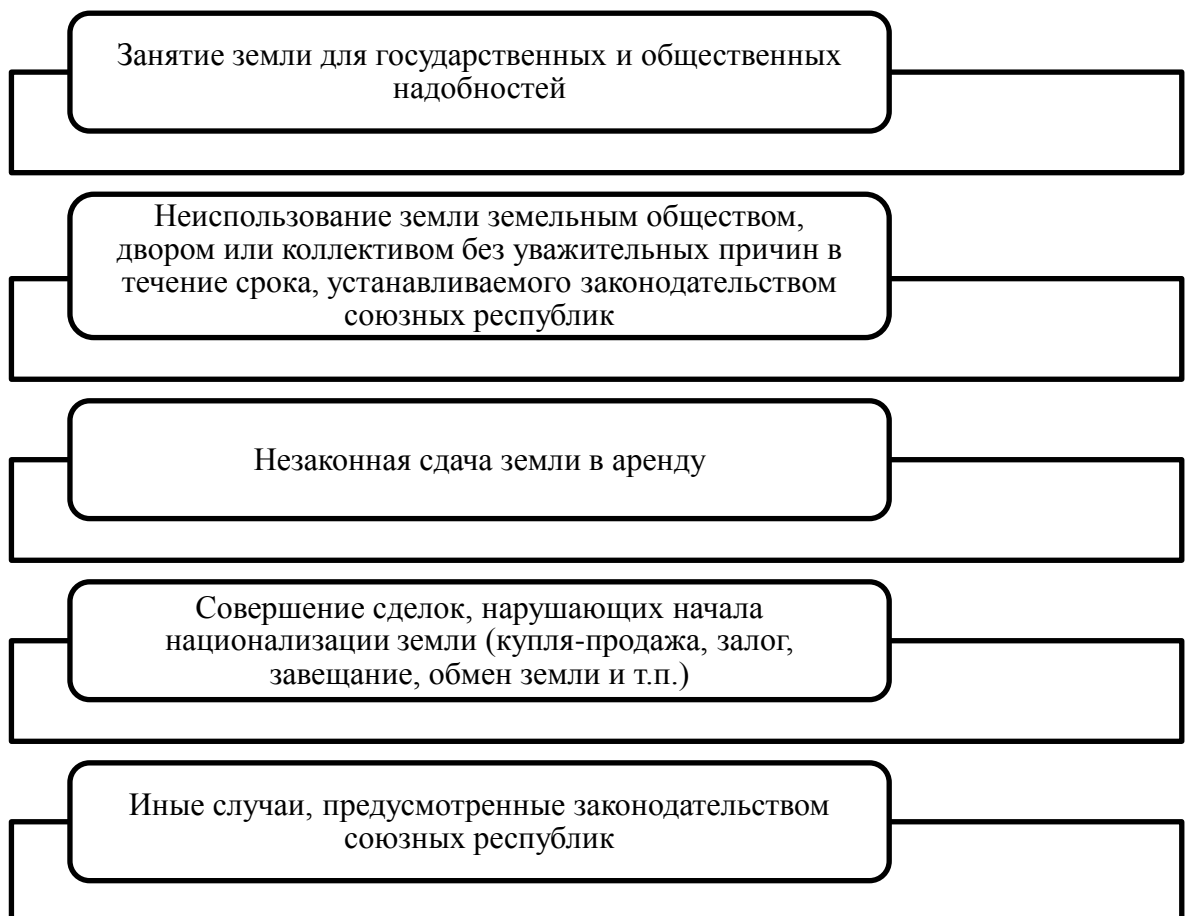 Занятие земли для государственных и общественных
надобностей
Неиспользование земли земельным обществом,
двором или коллективом без уважительных причин в
течение срока, устанавливаемого законодательством
союзных республик
Незаконная сдача земли в аренду
Совершение сделок, нарушающих начала
национализации земли (купля-продажа, залог,
завещание, обмен земли и т.п.)
Иные случаи, предусмотренные законодательством
союзных республик